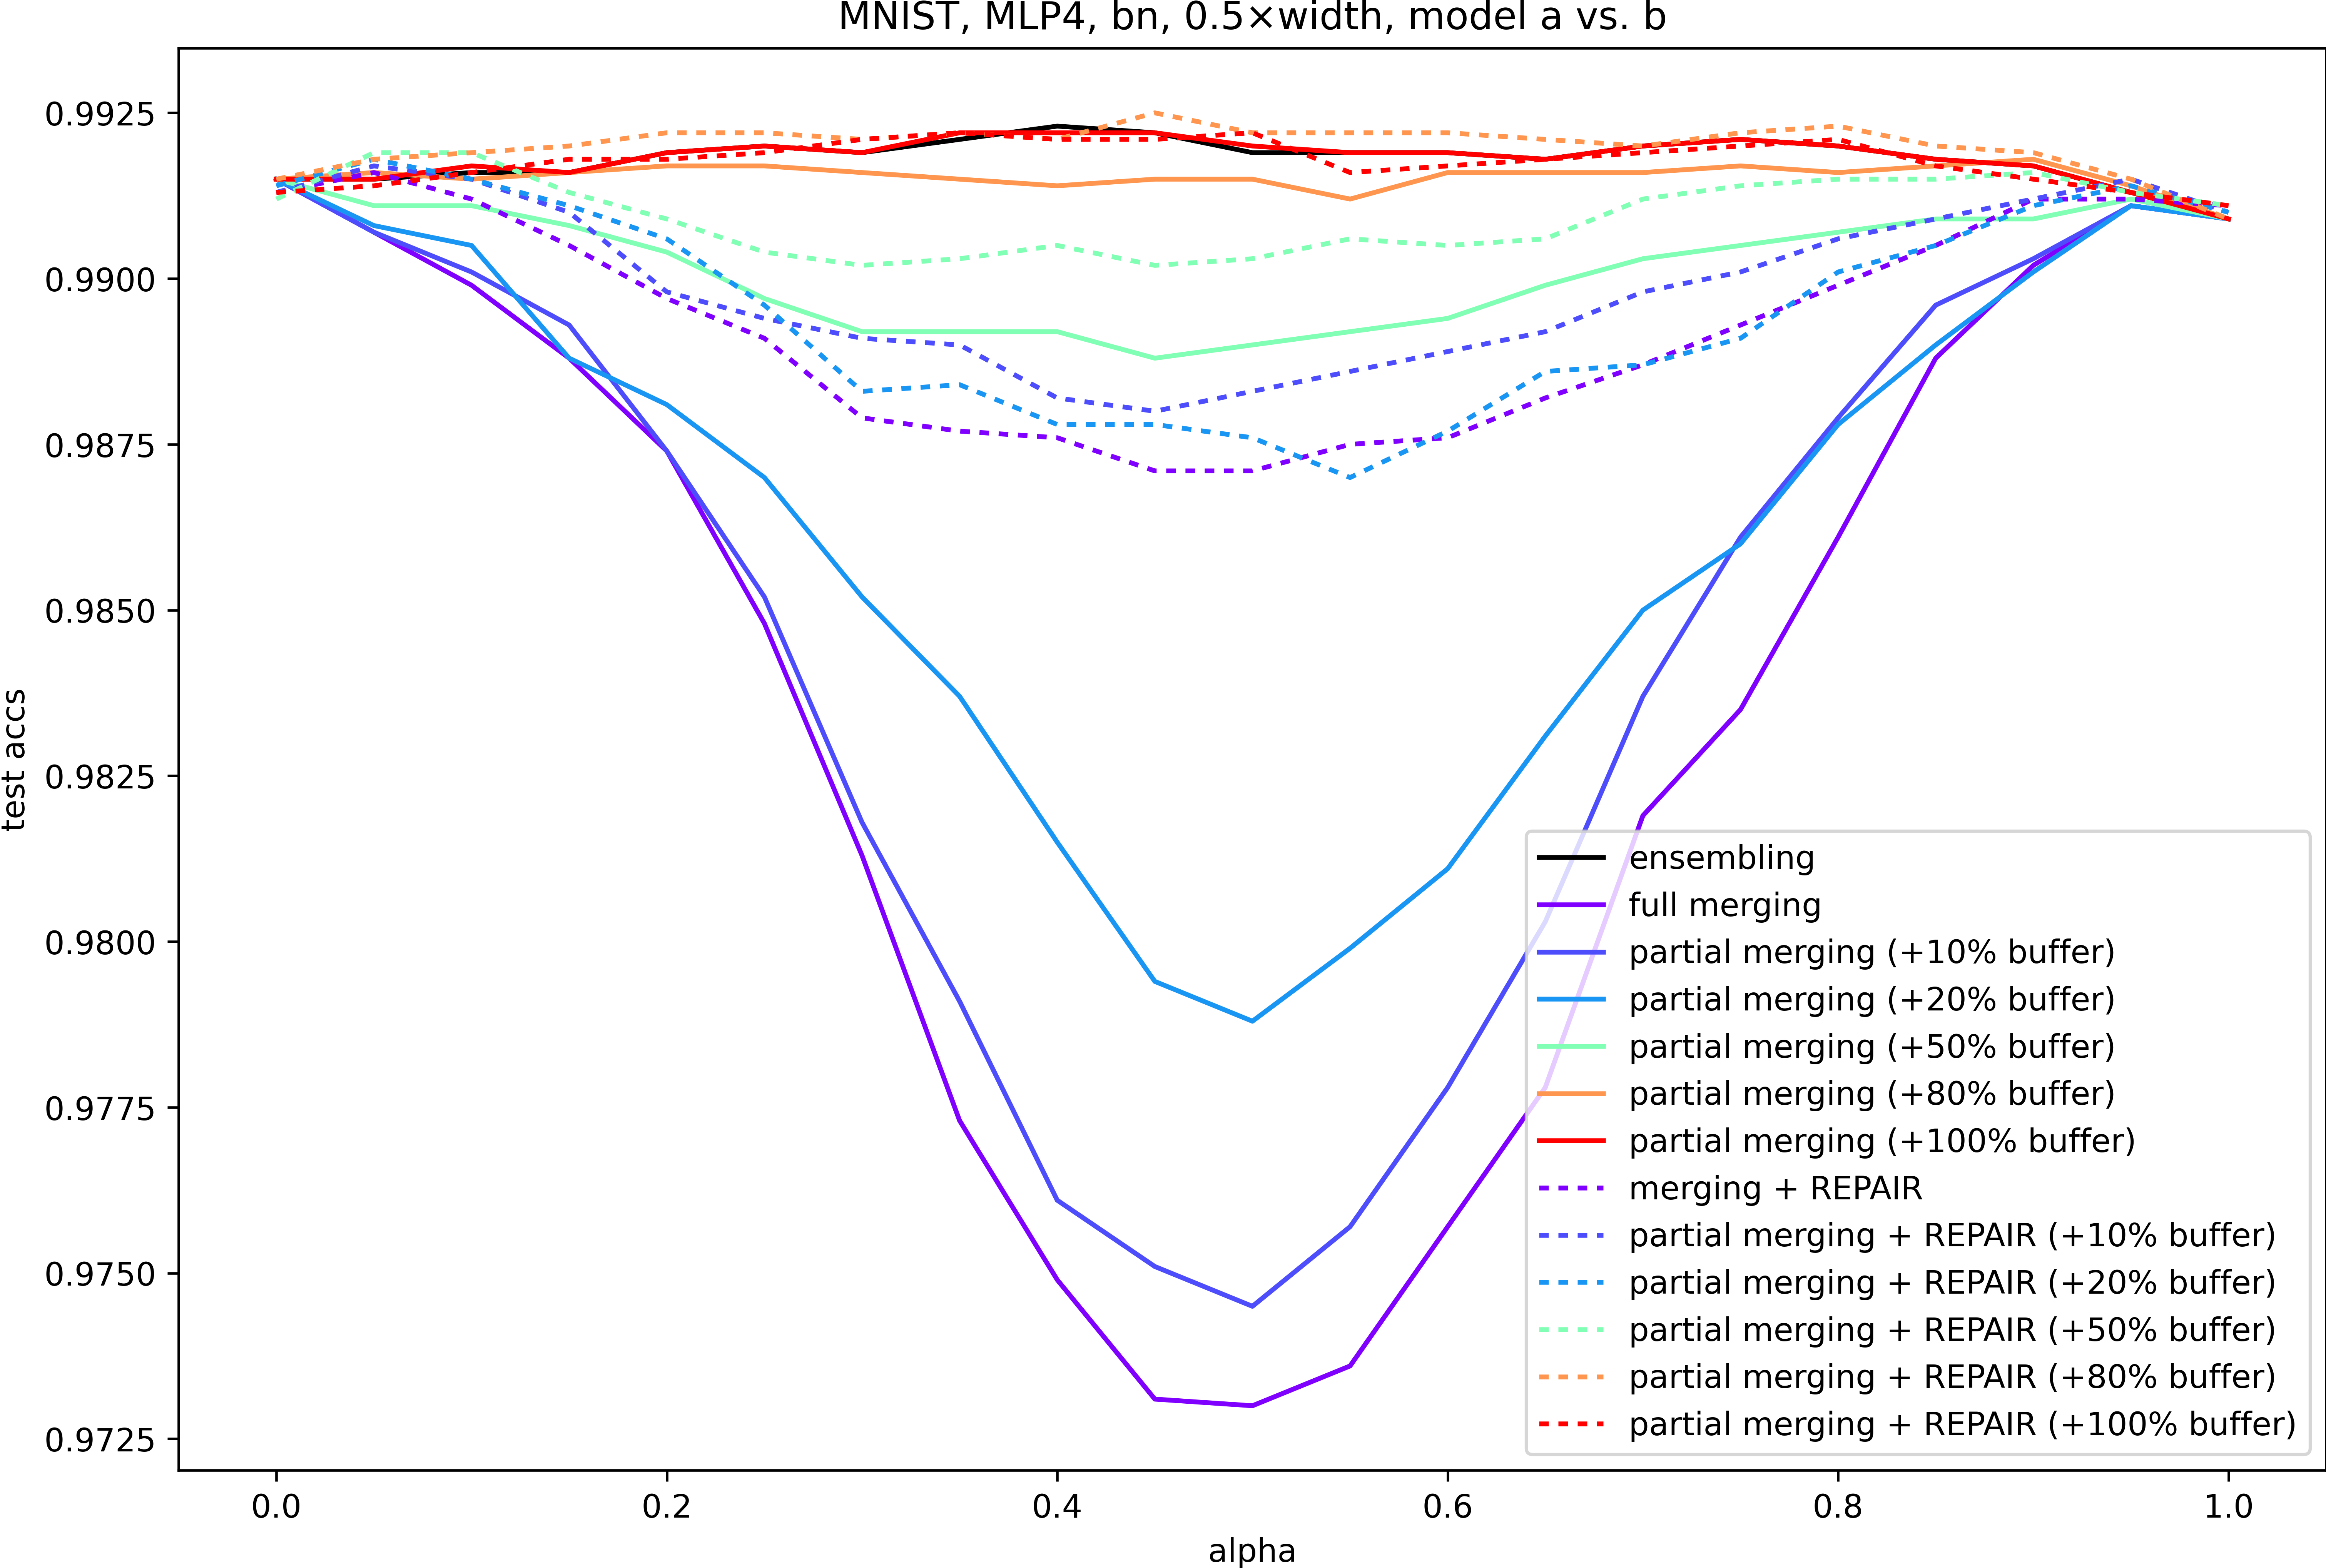 MNIST, MLP4, bn, 0.5×width, model a vs. b
0.9925
0.9900
0.9875
0.9850
0.9825
0.9800
0.9775
0.9750
0.9725
test accs
ensembling
full merging
partial merging (+10% buffer)
partial merging (+20% buffer)
partial merging (+50% buffer)
partial merging (+80% buffer)
partial merging (+100% buffer)
merging + REPAIR
partial merging + REPAIR (+10% buffer)
partial merging + REPAIR (+20% buffer)
partial merging + REPAIR (+50% buffer)
partial merging + REPAIR (+80% buffer)
partial merging + REPAIR (+100% buffer)
0.0 0.2 0.4 0.6 0.8 1.0
alpha